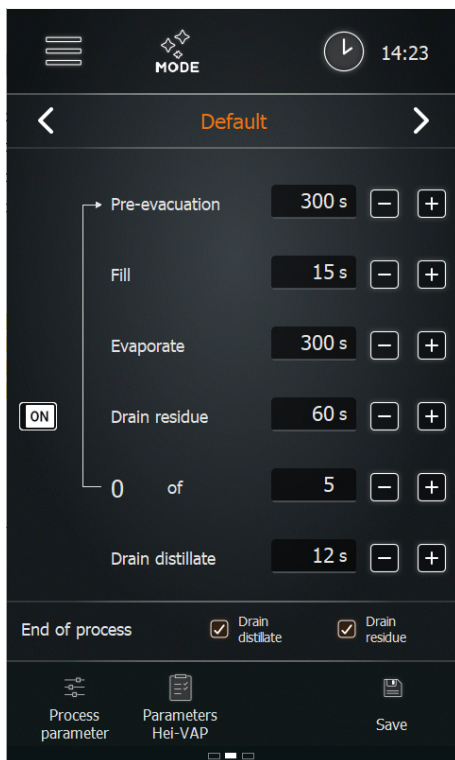 MODE
14:23
Default
Pre-evacuation 300 s
Fill 15 s
Evaporate 300 s
ON
Drain residue 60 s
0 of 5
Drain distillate 12 s
End of process
Drain
distillate
Drain
residue
Process
parameter
Parameters
Hei-VAP
Save